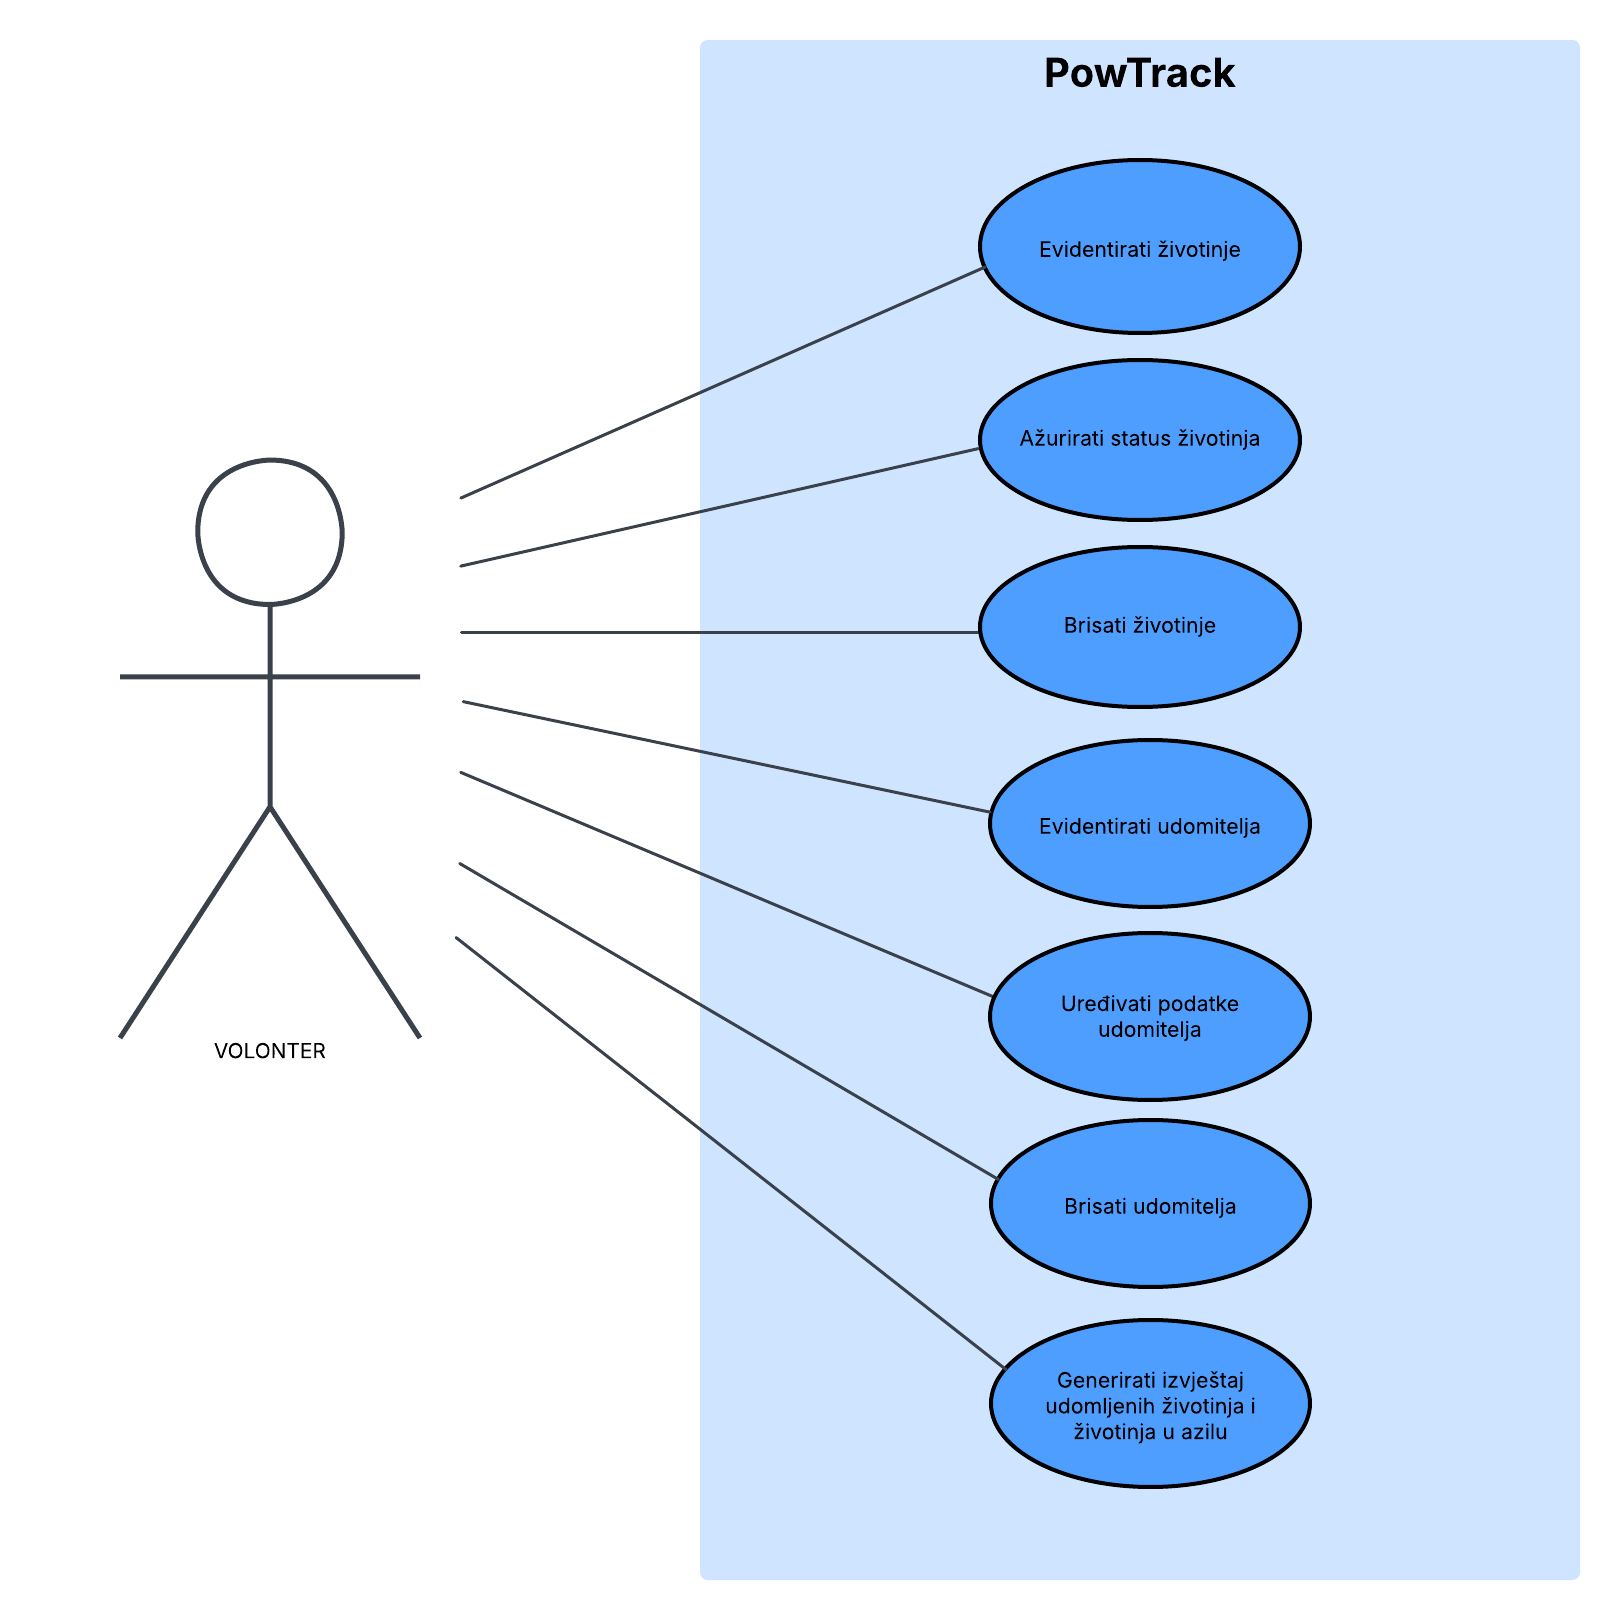 PowTrack
Evidentirati životinje
Ažurirati status životinja
Brisati životinje
Evidentirati udomitelja
Uređivati podatke
udomitelja
VOLONTER
Brisati udomitelja
Generirati izvještaj
udomljenih životinja i
životinja u azilu